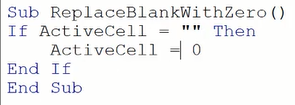 Sub ReplaceBlankWithZero()
If ActiveCell = "" Then
    ActiveCell = 0
End If
End Sub